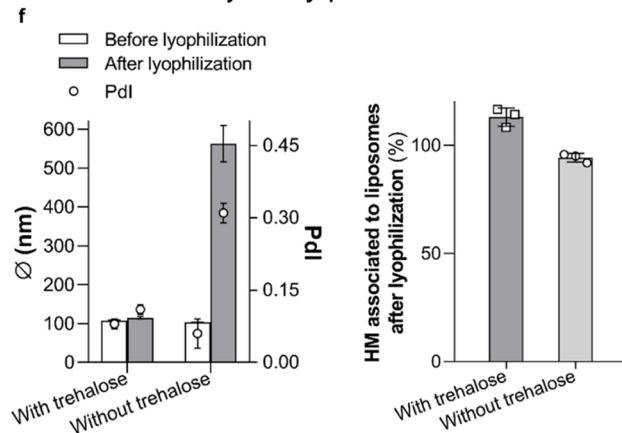 f
Before lyophilization
After lyophilization
PdI
600
500
400
300
200
100
0
Ø (nm)
0.45
0.30
0.15
0.00
PdI
With trehalose
Without trehalose
HM associated to liposomes
after lyophilization (%)
100
50
0
With trehalose
Without trehalose